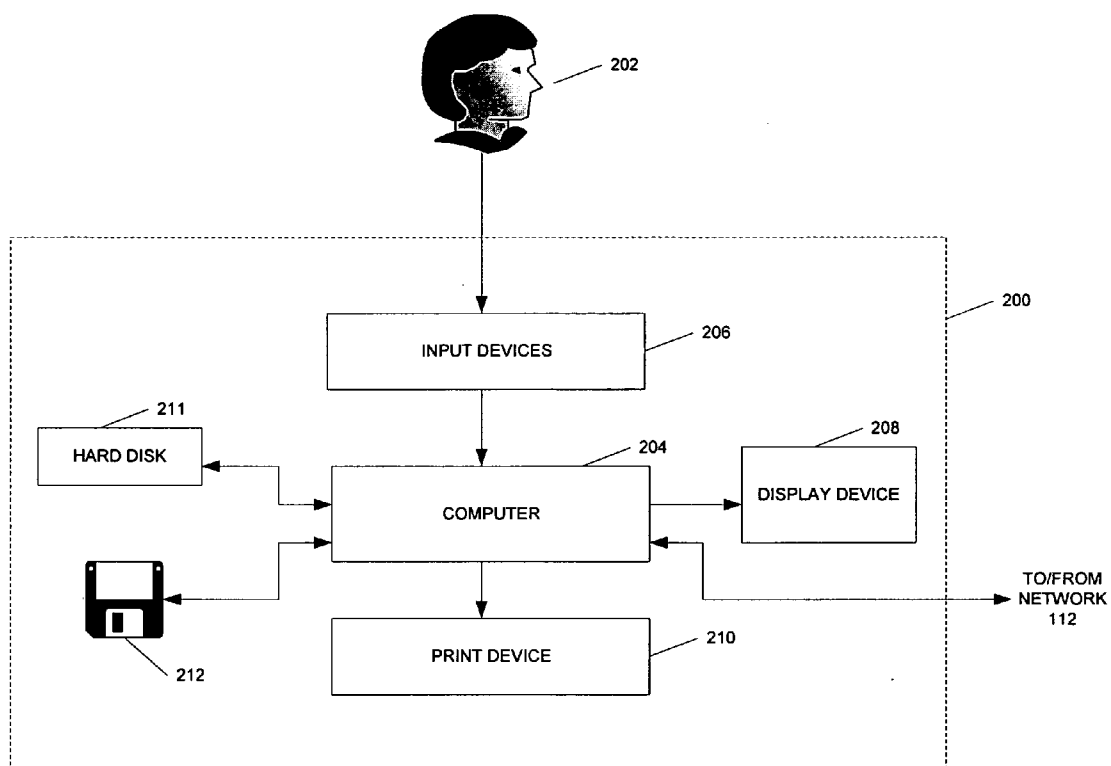 202
200
INPUT DEVICES
206
211
HARD DISK
204
COMPUTER
208
DISPLAY DEVICE
TO/FROM
NETWORK
112
212
PRINT DEVICE
210